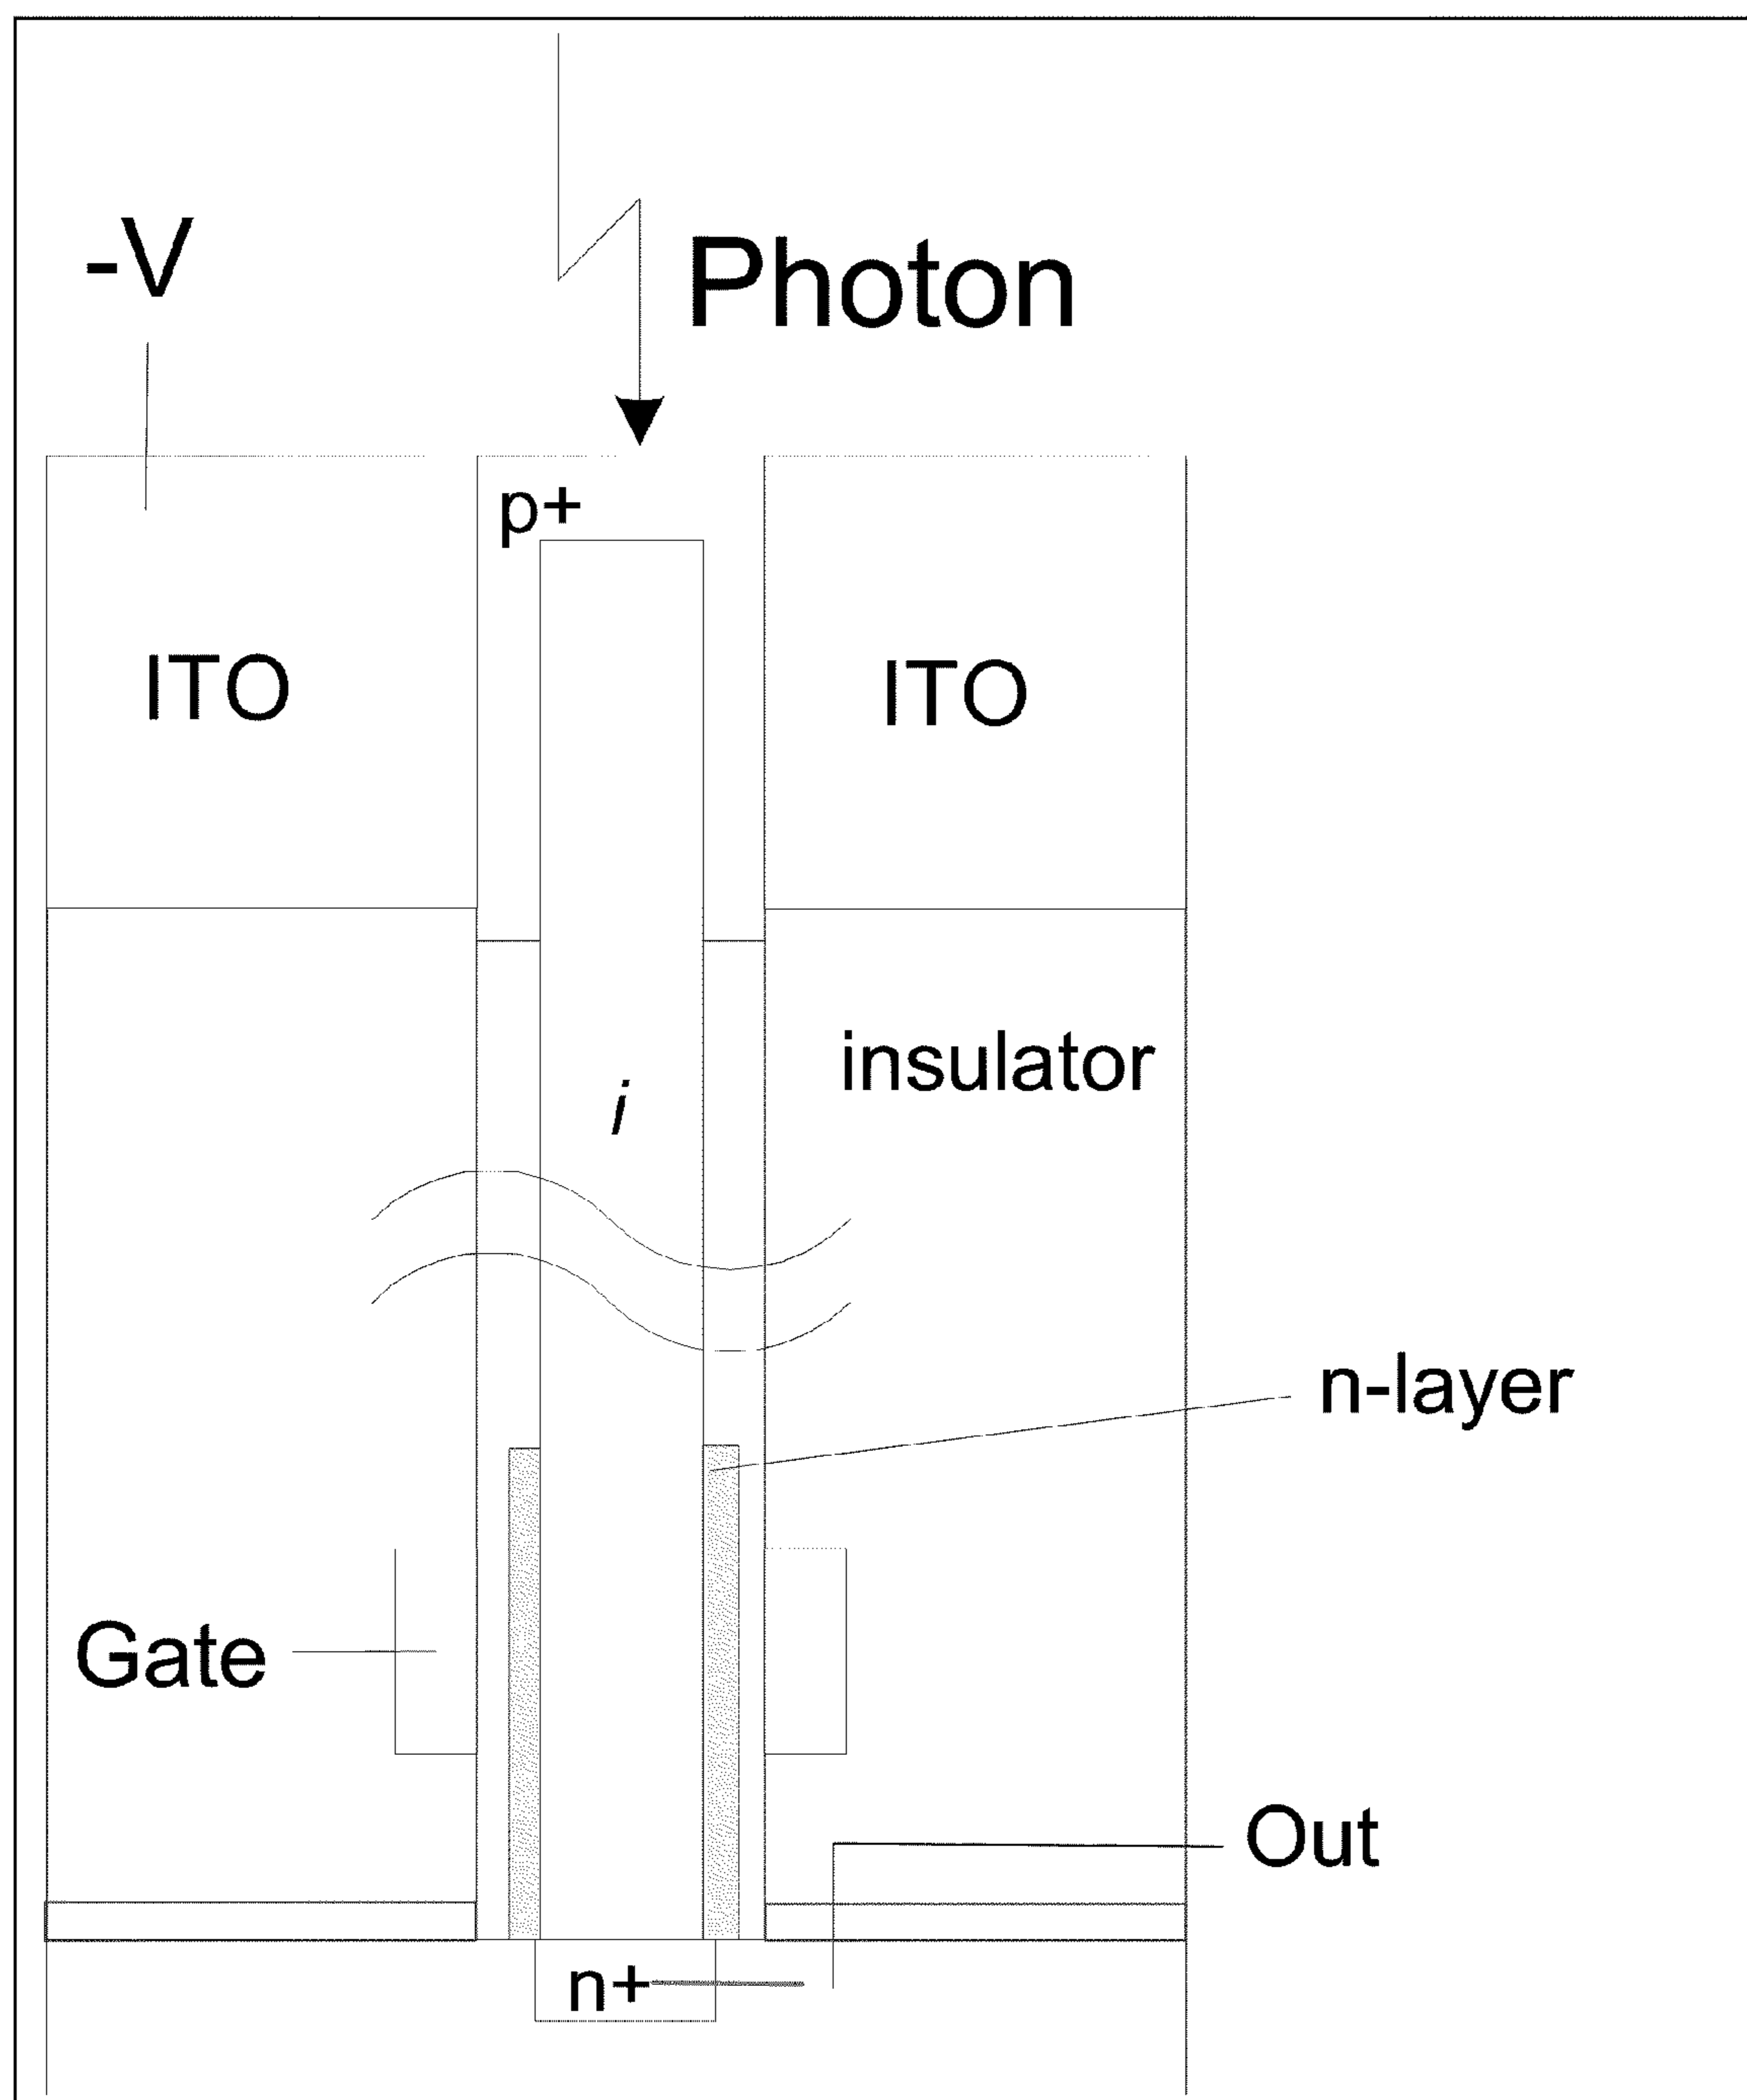 -V
Photon
p+
ITO
ITO
insulator
i
n-layer
Gate
Out
n+